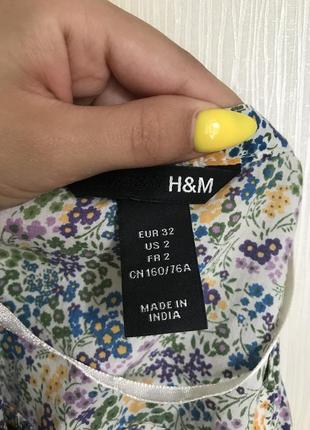 H&M
EUR 32
US 2
FR 2
CN 160/76A
MADE IN
INDIA